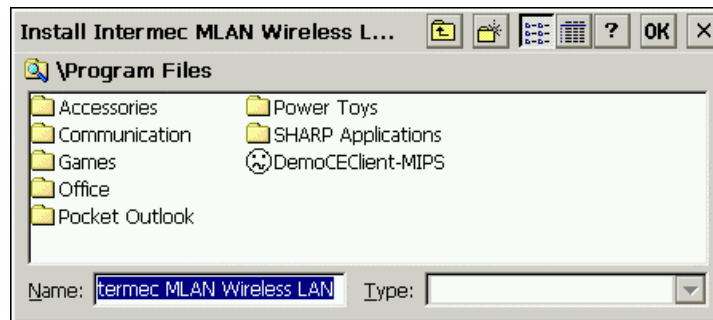 Install Intermec MLAN Wireless L... ? OK ×
\Program Files
Accessories Power Toys
Communication SHARP Applications
Games DemoCEClient-MIPS
Office
Pocket Outlook
Name: termec MLAN Wireless LAN Type: